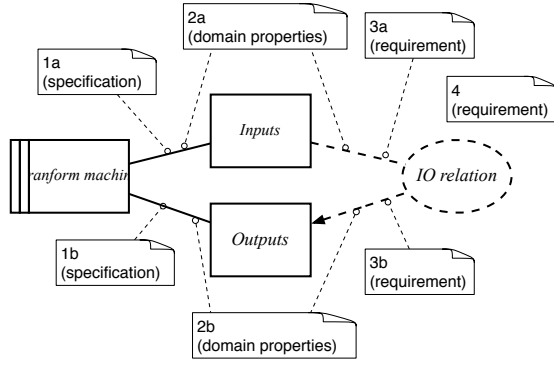 2a
(domain properties)
3a
(requirement)
1a
(specification)
4
(requirement)
Inputs
ranform machin
IO relation
Outputs
1b
(specification)
3b
(requirement)
2b
(domain properties)